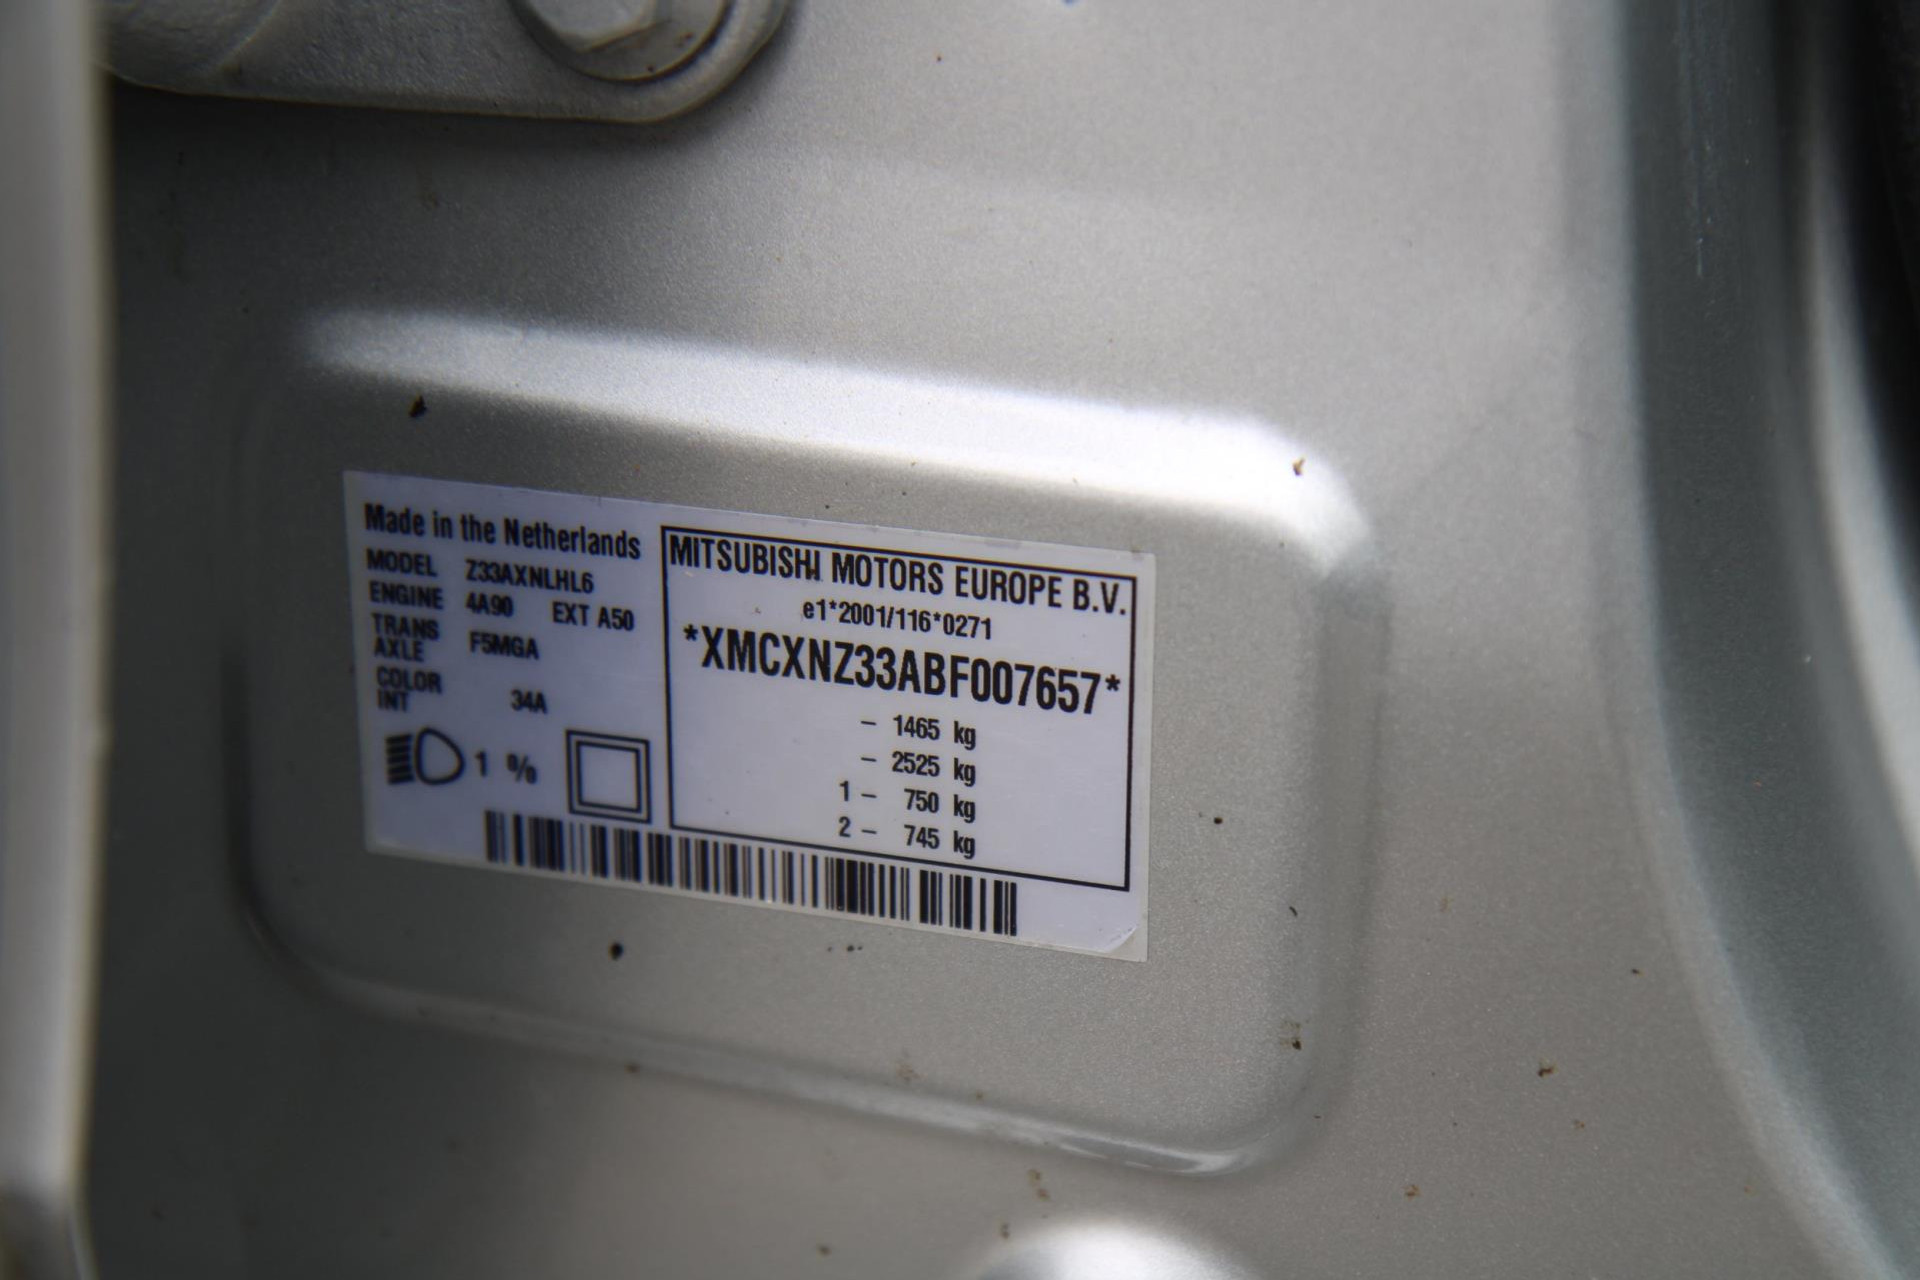 Made in the Netherlands
MODEL Z33AXNLHL6
ENGINE 4A90 EXT A50
TRANS
AXLE F5MGA
COLOR
INT 34A
1 %
MITSUBISHI MOTORS EUROPE B.V.
e1*2001/116*0271
*XMCXNZ33ABF007657*
- 1465 kg
- 2525 kg
1 - 750 kg
2 - 745 kg